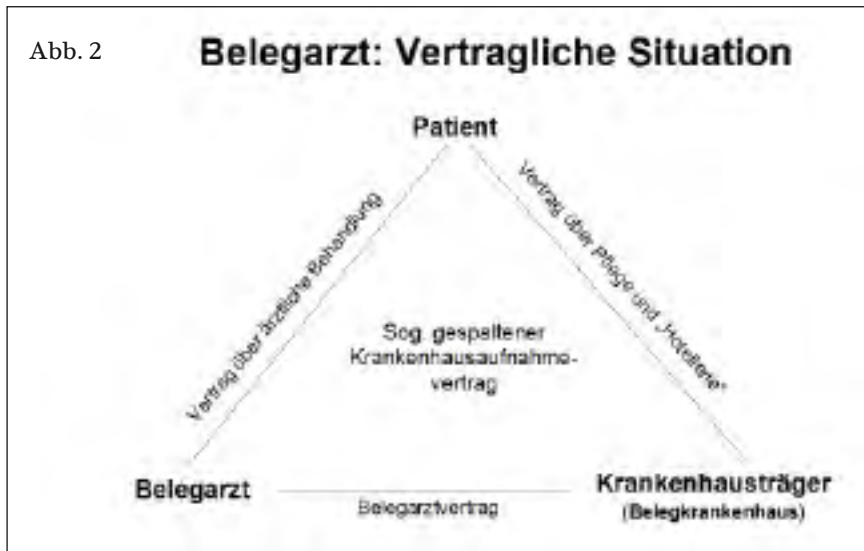 Abb. 2
Belegarzt: Vertragliche Situation
Patient
Vertrag über ärztliche Behandlung
Vertrag über Pflege und „Hotellerie“
Sog. gespaltener
Krankenhausaufnahme-
vertrag
Belegarzt
Belegarztvertrag
Krankenhausträger
(Belegkrankenhaus)